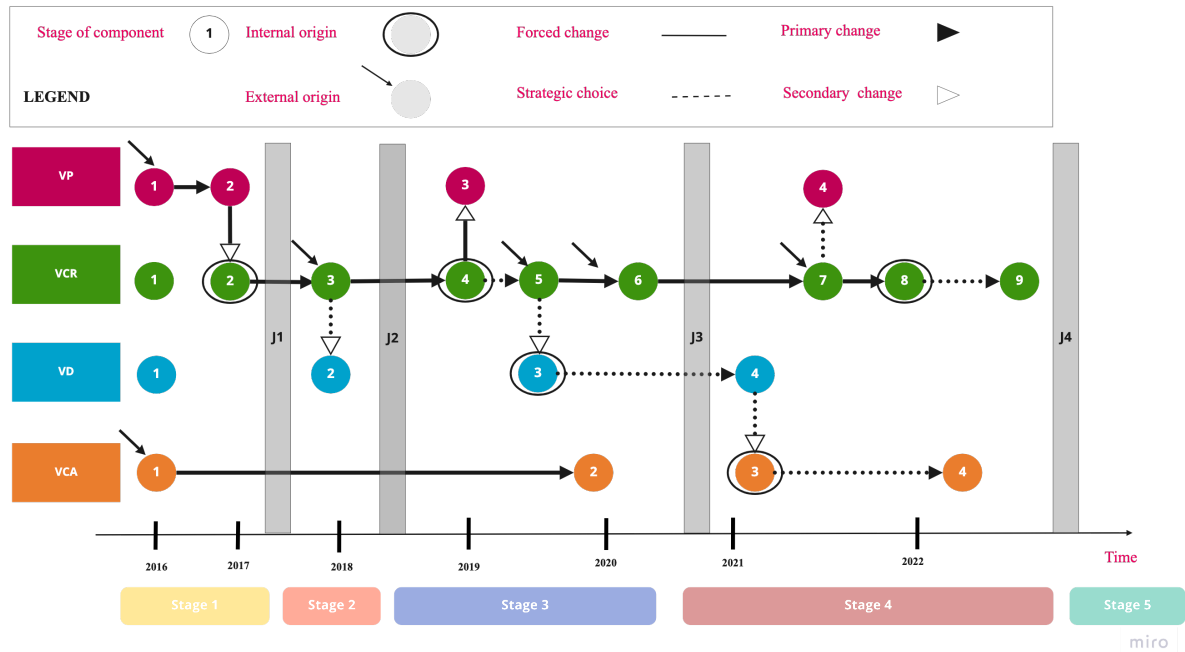 Stage of component
1
Internal origin
Forced change
Primary change
LEGEND
External origin
Strategic choice
Secondary change
VP
1
2
3
4
VCR
1
2
3
4
5
6
7
8
9
J1
J2
J3
J4
VD
1
2
3
4
VCA
1
2
3
4
2016
2017
2018
2019
2020
2021
2022
Time
Stage 1
Stage 2
Stage 3
Stage 4
Stage 5
miro